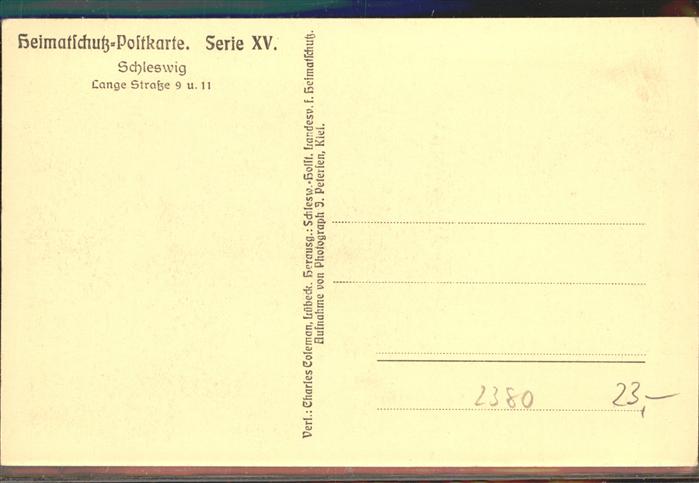 Heimatschutz-Postkarte. Serie XV.
Schleswig
Lange Straße 9 u. 11
Verl.: Charles Coleman, Lübeck. Herausg.: Schlesw.-Holst. Landesv. f. Heimatschutz.
Aufnahme von Photograph J. Petersen, Kiel.
2380
23,–